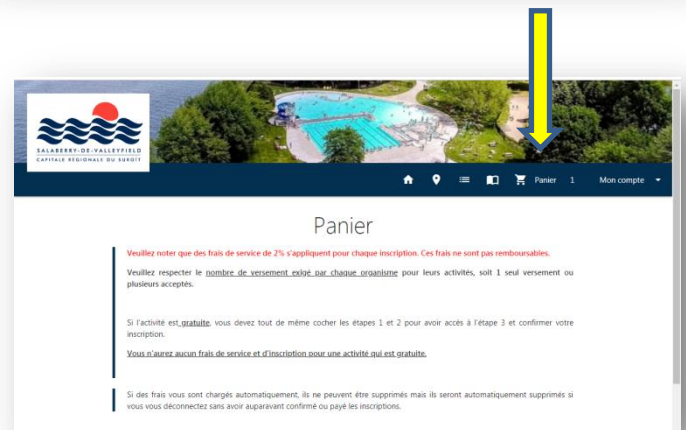 SALABERRY-DE-VALLEYFIELD
CAPITALE RÉGIONALE DU SUROÎT
Panier 1 Mon compte
Panier
Veuillez noter que des frais de service de 2% s'appliquent pour chaque inscription. Ces frais ne sont pas remboursables.
Veuillez respecter le nombre de versement exigé par chaque organisme pour leurs activités, soit 1 seul versement ou
plusieurs acceptés.
Si l'activité est gratuite, vous devez tout de même cocher les étapes 1 et 2 pour avoir accès à l'étape 3 et confirmer votre
inscription.
Vous n'aurez aucun frais de service et d'inscription pour une activité qui est gratuite.
Si des frais vous sont chargés automatiquement, ils ne peuvent être supprimés mais ils seront automatiquement supprimés si
vous vous déconnectez sans avoir auparavant confirmé ou payé les inscriptions.